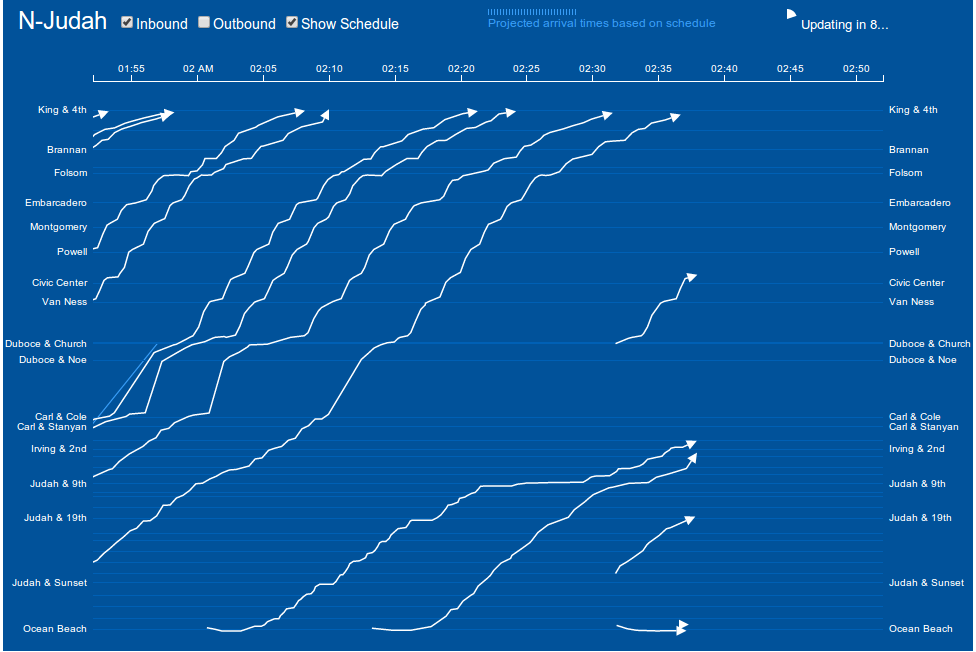 N-Judah Inbound Outbound Show Schedule
Projected arrival times based on schedule
Updating in 8...
01:55 02 AM 02:05 02:10 02:15 02:20 02:25 02:30 02:35 02:40 02:45 02:50
King & 4th King & 4th
Brannan Brannan
Folsom Folsom
Embarcadero Embarcadero
Montgomery Montgomery
Powell Powell
Civic Center Civic Center
Van Ness Van Ness
Duboce & Church Duboce & Church
Duboce & Noe Duboce & Noe
Carl & Cole Carl & Cole
Carl & Stanyan Carl & Stanyan
Irving & 2nd Irving & 2nd
Judah & 9th Judah & 9th
Judah & 19th Judah & 19th
Judah & Sunset Judah & Sunset
Ocean Beach Ocean Beach